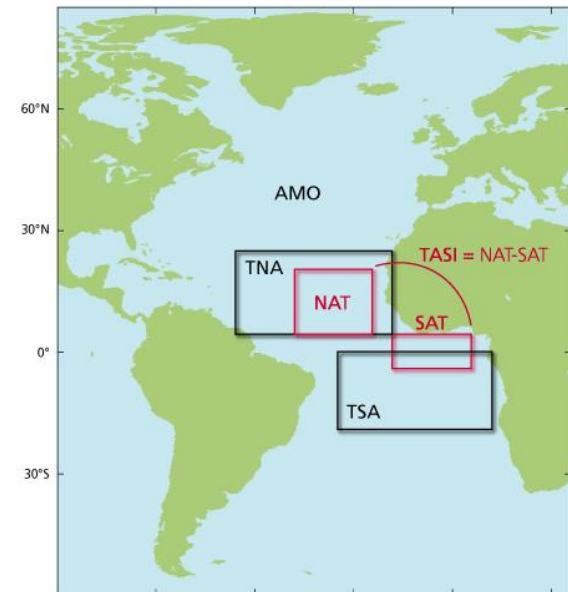 60°N
AMO
30°N
TNA
TASI = NAT-SAT
NAT
SAT
0°
TSA
30°S